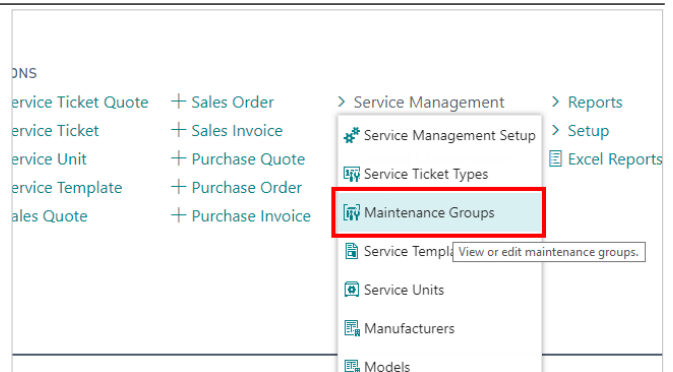 ONS
ervice Ticket Quote
ervice Ticket
ervice Unit
ervice Template
ales Quote
+ Sales Order
+ Sales Invoice
+ Purchase Quote
+ Purchase Order
+ Purchase Invoice
> Service Management
Service Management Setup
Service Ticket Types
Maintenance Groups
Service Templa
View or edit maintenance groups.
Service Units
Manufacturers
Models
> Reports
> Setup
Excel Reports